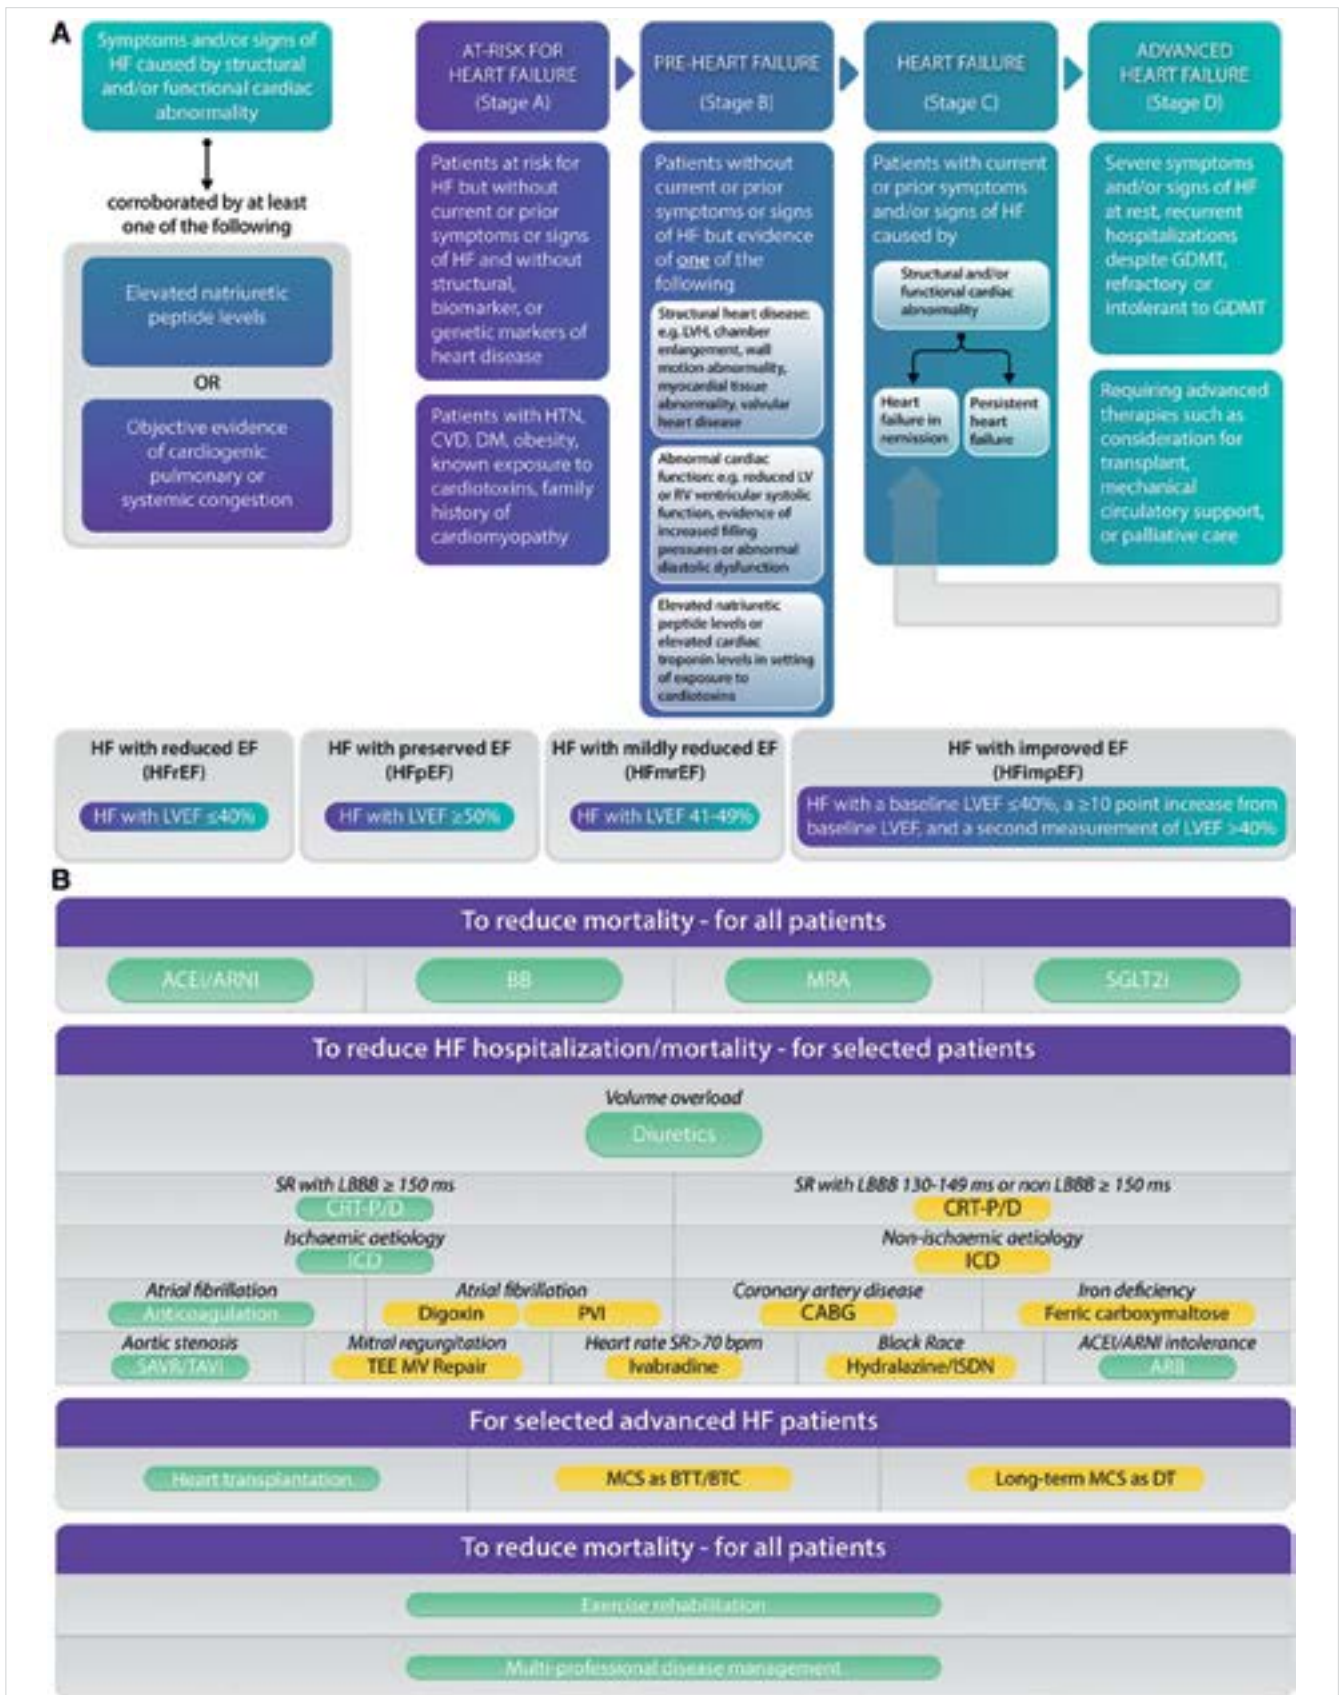 A
Symptoms and/or signs of
HF caused by structural
and/or functional cardiac
abnormality
corroborated by at least
one of the following
Elevated natriuretic
peptide levels
OR
Objective evidence
of cardiogenic
pulmonary or
systemic congestion
AT-RISK FOR
HEART FAILURE
(Stage A)
Patients at risk for
HF but without
current or prior
symptoms or signs
of HF and without
structural,
biomarker, or
genetic markers of
heart disease
Patients with HTN,
CVD, DM, obesity,
known exposure to
cardiotoxins, family
history of
cardiomyopathy
PRE-HEART FAILURE
(Stage B)
Patients without
current or prior
symptoms or signs
of HF but evidence
of one of the
following
Structural heart disease:
e.g. LVH, chamber
enlargement, wall
motion abnormality,
myocardial tissue
abnormality, valvular
heart disease
Abnormal cardiac
function: e.g. reduced LV
or RV ventricular systolic
function, evidence of
increased filling
pressures or abnormal
diastolic dysfunction
Elevated natriuretic
peptide levels or
elevated cardiac
troponin levels in setting
of exposure to
cardiotoxins
HEART FAILURE
(Stage C)
Patients with current
or prior symptoms
and/or signs of HF
caused by
Structural and/or
functional cardiac
abnormality
Heart
failure in
remission
Persistent
heart
failure
ADVANCED
HEART FAILURE
(Stage D)
Severe symptoms
and/or signs of HF
at rest, recurrent
hospitalizations
despite GDMT,
refractory or
intolerant to GDMT
Requiring advanced
therapies such as
consideration for
transplant,
mechanical
circulatory support,
or palliative care
HF with reduced EF
(HFrEF)
HF with LVEF ≤40%
HF with preserved EF
(HFpEF)
HF with LVEF ≥50%
HF with mildly reduced EF
(HFmrEF)
HF with LVEF 41-49%
HF with improved EF
(HFimpEF)
HF with a baseline LVEF ≤40%, a ≥10 point increase from
baseline LVEF, and a second measurement of LVEF >40%
B
To reduce mortality - for all patients
ACEI/ARNI
BB
MRA
SGLT2i
To reduce HF hospitalization/mortality - for selected patients
Volume overload
Diuretics
SR with LBBB ≥ 150 ms
CRT-P/D
SR with LBBB 130-149 ms or non LBBB ≥ 150 ms
CRT-P/D
Ischaemic aetiology
ICD
Non-ischaemic aetiology
ICD
Atrial fibrillation
Anticoagulation
Atrial fibrillation
Digoxin
PVI
Coronary artery disease
CABG
Iron deficiency
Ferric carboxymaltose
Aortic stenosis
SAVR/TAVI
Mitral regurgitation
TEE MV Repair
Heart rate SR>70 bpm
Ivabradine
Black Race
Hydralazine/ISDN
ACEI/ARNI intolerance
ARB
For selected advanced HF patients
Heart transplantation
MCS as BTT/BTC
Long-term MCS as DT
To reduce mortality - for all patients
Exercise rehabilitation
Multi-professional disease management